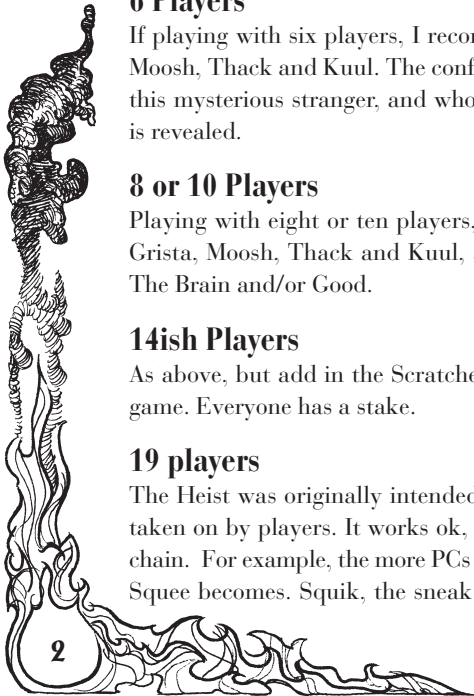 6 Players
If playing with six players, I
Moosh, Thack and Kuul. The
this mysterious stranger, and
is revealed.
8 or 10 Players
Playing with eight or ten players,
Grista, Moosh, Thack and Kuul,
The Brain and/or Good.
14ish Players
As above, but add in the
game. Everyone has a stake.
19 players
The Heist was originally intended
taken on by players. It works ok,
chain. For example, the more PCs
Squee becomes. Squik, the sneak
2